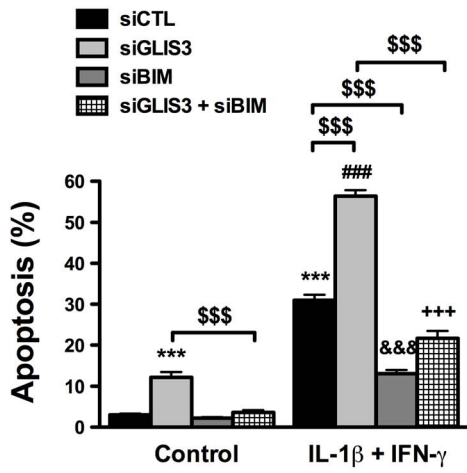 siCTL
siGLIS3
siBIM
siGLIS3 + siBIM
$$$
$$$
$$$
###
***
+++
&&&
$$$
***
Apoptosis (%)
60
50
40
30
20
10
0
Control
IL-1β + IFN-γ